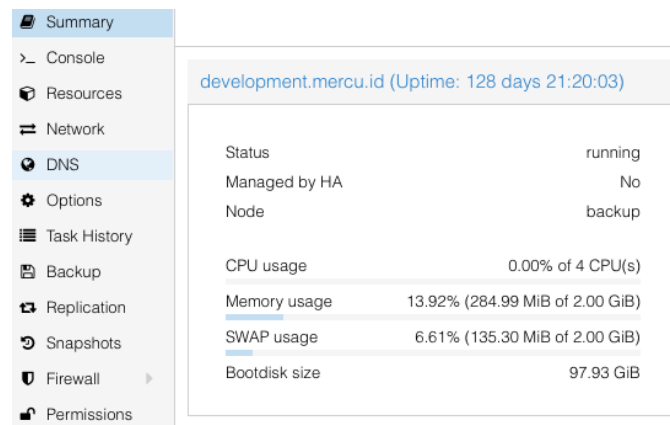 Summary
Console
Resources
Network
DNS
Options
Task History
Backup
Replication
Snapshots
Firewall
Permissions
development.mercu.id (Uptime: 128 days 21:20:03)
Status running
Managed by HA No
Node backup
CPU usage 0.00% of 4 CPU(s)
Memory usage 13.92% (284.99 MiB of 2.00 GiB)
SWAP usage 6.61% (135.30 MiB of 2.00 GiB)
Bootdisk size 97.93 GiB